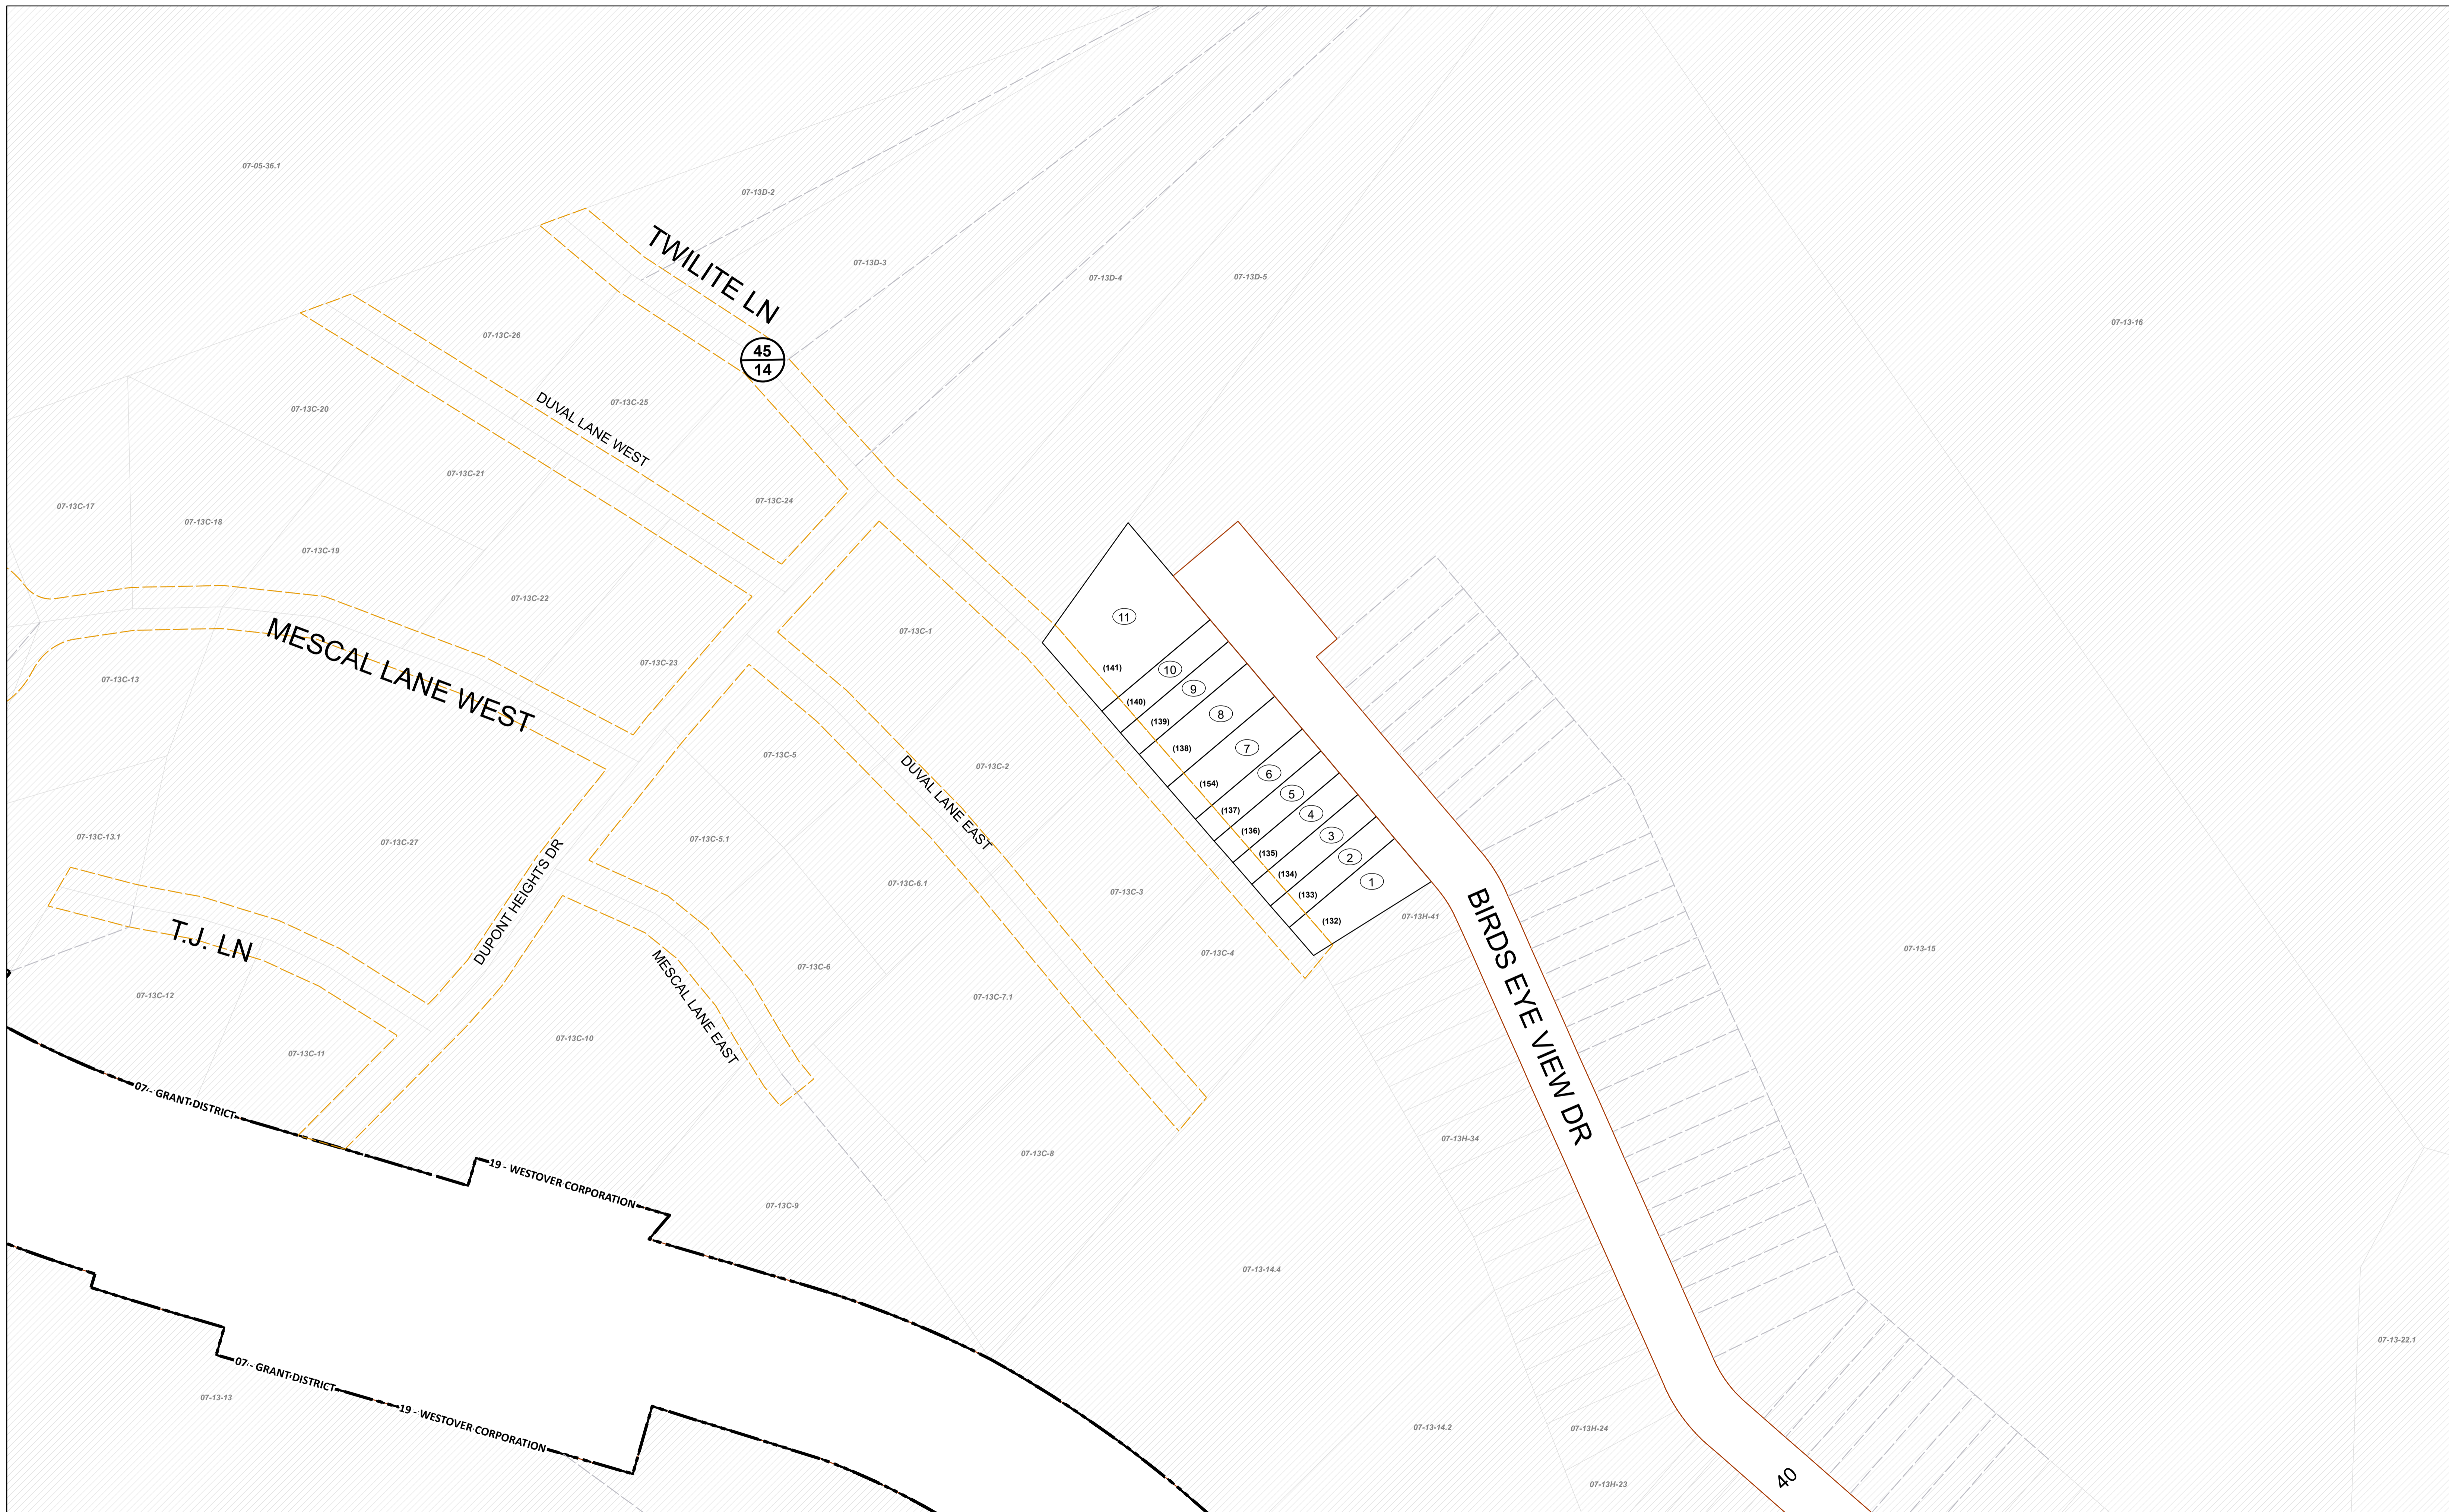 07-05-36.1
07-13D-2
TWILITE LN
07-13D-3
07-13D-4
07-13D-5
07-13-16
07-13C-26
45
14
07-13C-20
DUVAL LANE WEST
07-13C-25
07-13C-21
07-13C-24
07-13C-17
07-13C-18
07-13C-19
07-13C-22
MESCAL LANE WEST
07-13C-23
07-13C-1
07-13C-13
11
(141)
10
(140)
9
(139)
8
(138)
7
(154)
6
(137)
5
(136)
4
(135)
3
(134)
2
(133)
1
(132)
07-13C-5
07-13C-2
DUVAL LANE EAST
07-13C-13.1
07-13C-27
07-13C-5.1
07-13C-6.1
07-13C-3
07-13H-41
DUPONT HEIGHTS DR
T.J. LN
07-13C-4
07-13-15
BIRDS EYE VIEW DR
07-13C-6
MESCAL LANE EAST
07-13C-12
07-13C-7.1
07-13C-10
07-13C-11
07 - GRANT DISTRICT
07-13H-34
07-13C-8
19 - WESTOVER CORPORATION
07-13C-9
07-13-14.4
07-13-22.1
07 - GRANT DISTRICT
07-13-13
19 - WESTOVER CORPORATION
07-13-14.2
07-13H-24
40
07-13H-23